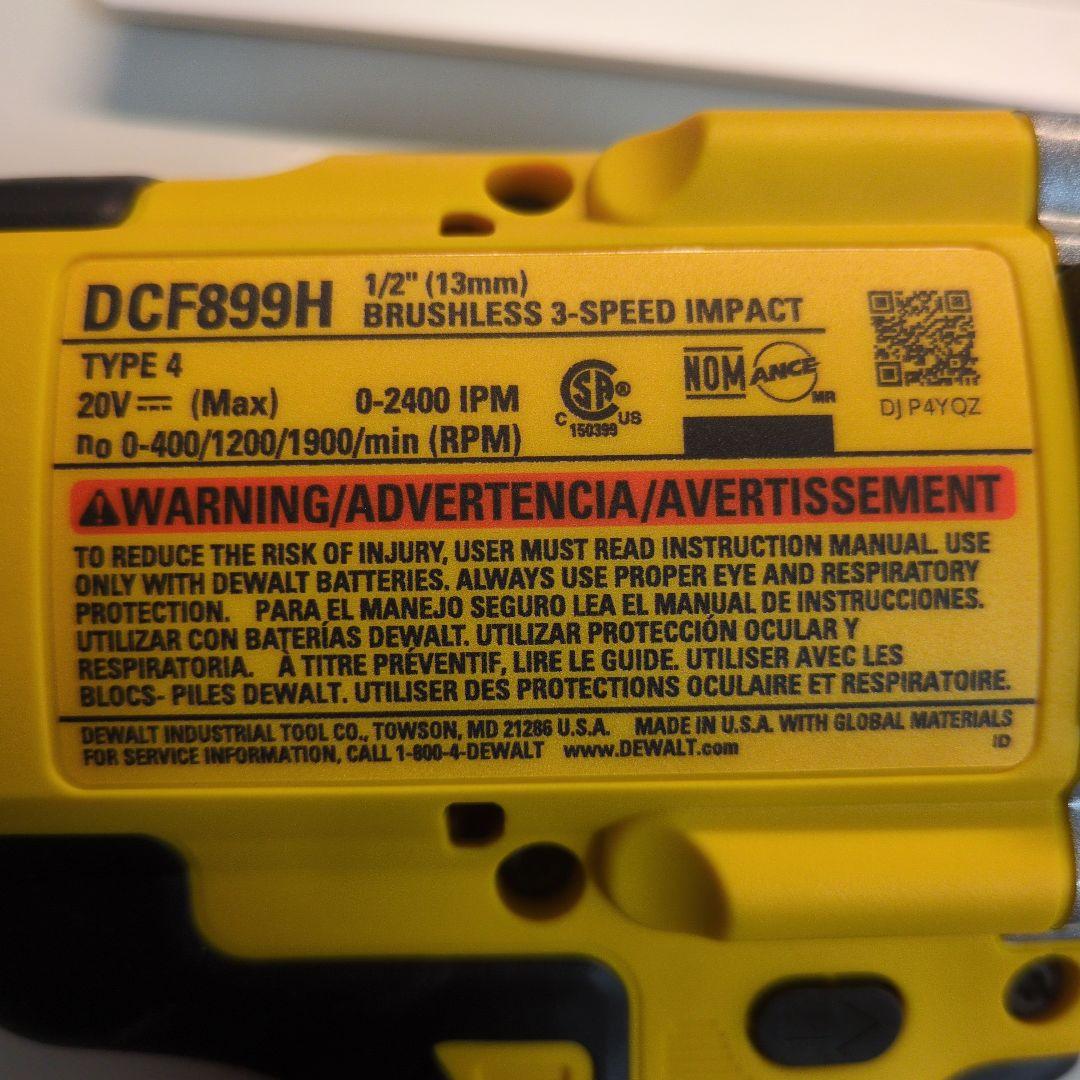 DCF899H
1/2" (13mm)
BRUSHLESS 3-SPEED IMPACT
TYPE 4
20V (Max) 0-2400 IPM
no 0-400/1200/1900/min (RPM)
CSA® C US
150399
NOM ANCE MR
DJ P4YQZ
WARNING/ADVERTENCIA/AVERTISSEMENT
TO REDUCE THE RISK OF INJURY, USER MUST READ INSTRUCTION MANUAL. USE
ONLY WITH DEWALT BATTERIES. ALWAYS USE PROPER EYE AND RESPIRATORY
PROTECTION. PARA EL MANEJO SEGURO LEA EL MANUAL DE INSTRUCCIONES.
UTILIZAR CON BATERÍAS DEWALT. UTILIZAR PROTECCIÓN OCULAR Y
RESPIRATORIA. À TITRE PRÉVENTIF, LIRE LE GUIDE. UTILISER AVEC LES
BLOCS- PILES DEWALT. UTILISER DES PROTECTIONS OCULAIRE ET RESPIRATOIRE.
DEWALT INDUSTRIAL TOOL CO., TOWSON, MD 21286 U.S.A. MADE IN U.S.A. WITH GLOBAL MATERIALS
FOR SERVICE INFORMATION, CALL 1-800-4-DEWALT www.DEWALT.com ID